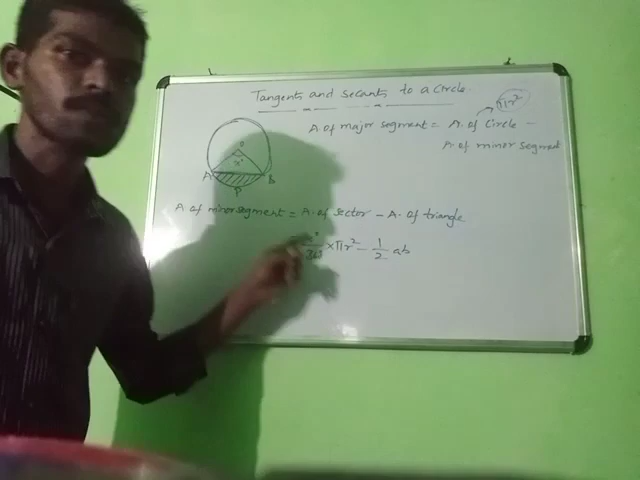 Tangents and Secants to a Circle.
πr²
A. of major segment = A. of Circle -
A. of minor segment
O
x°
A
B
P
A. of minor segment = A. of sector - A. of triangle
x° / 360 × πr² - 1/2 ab